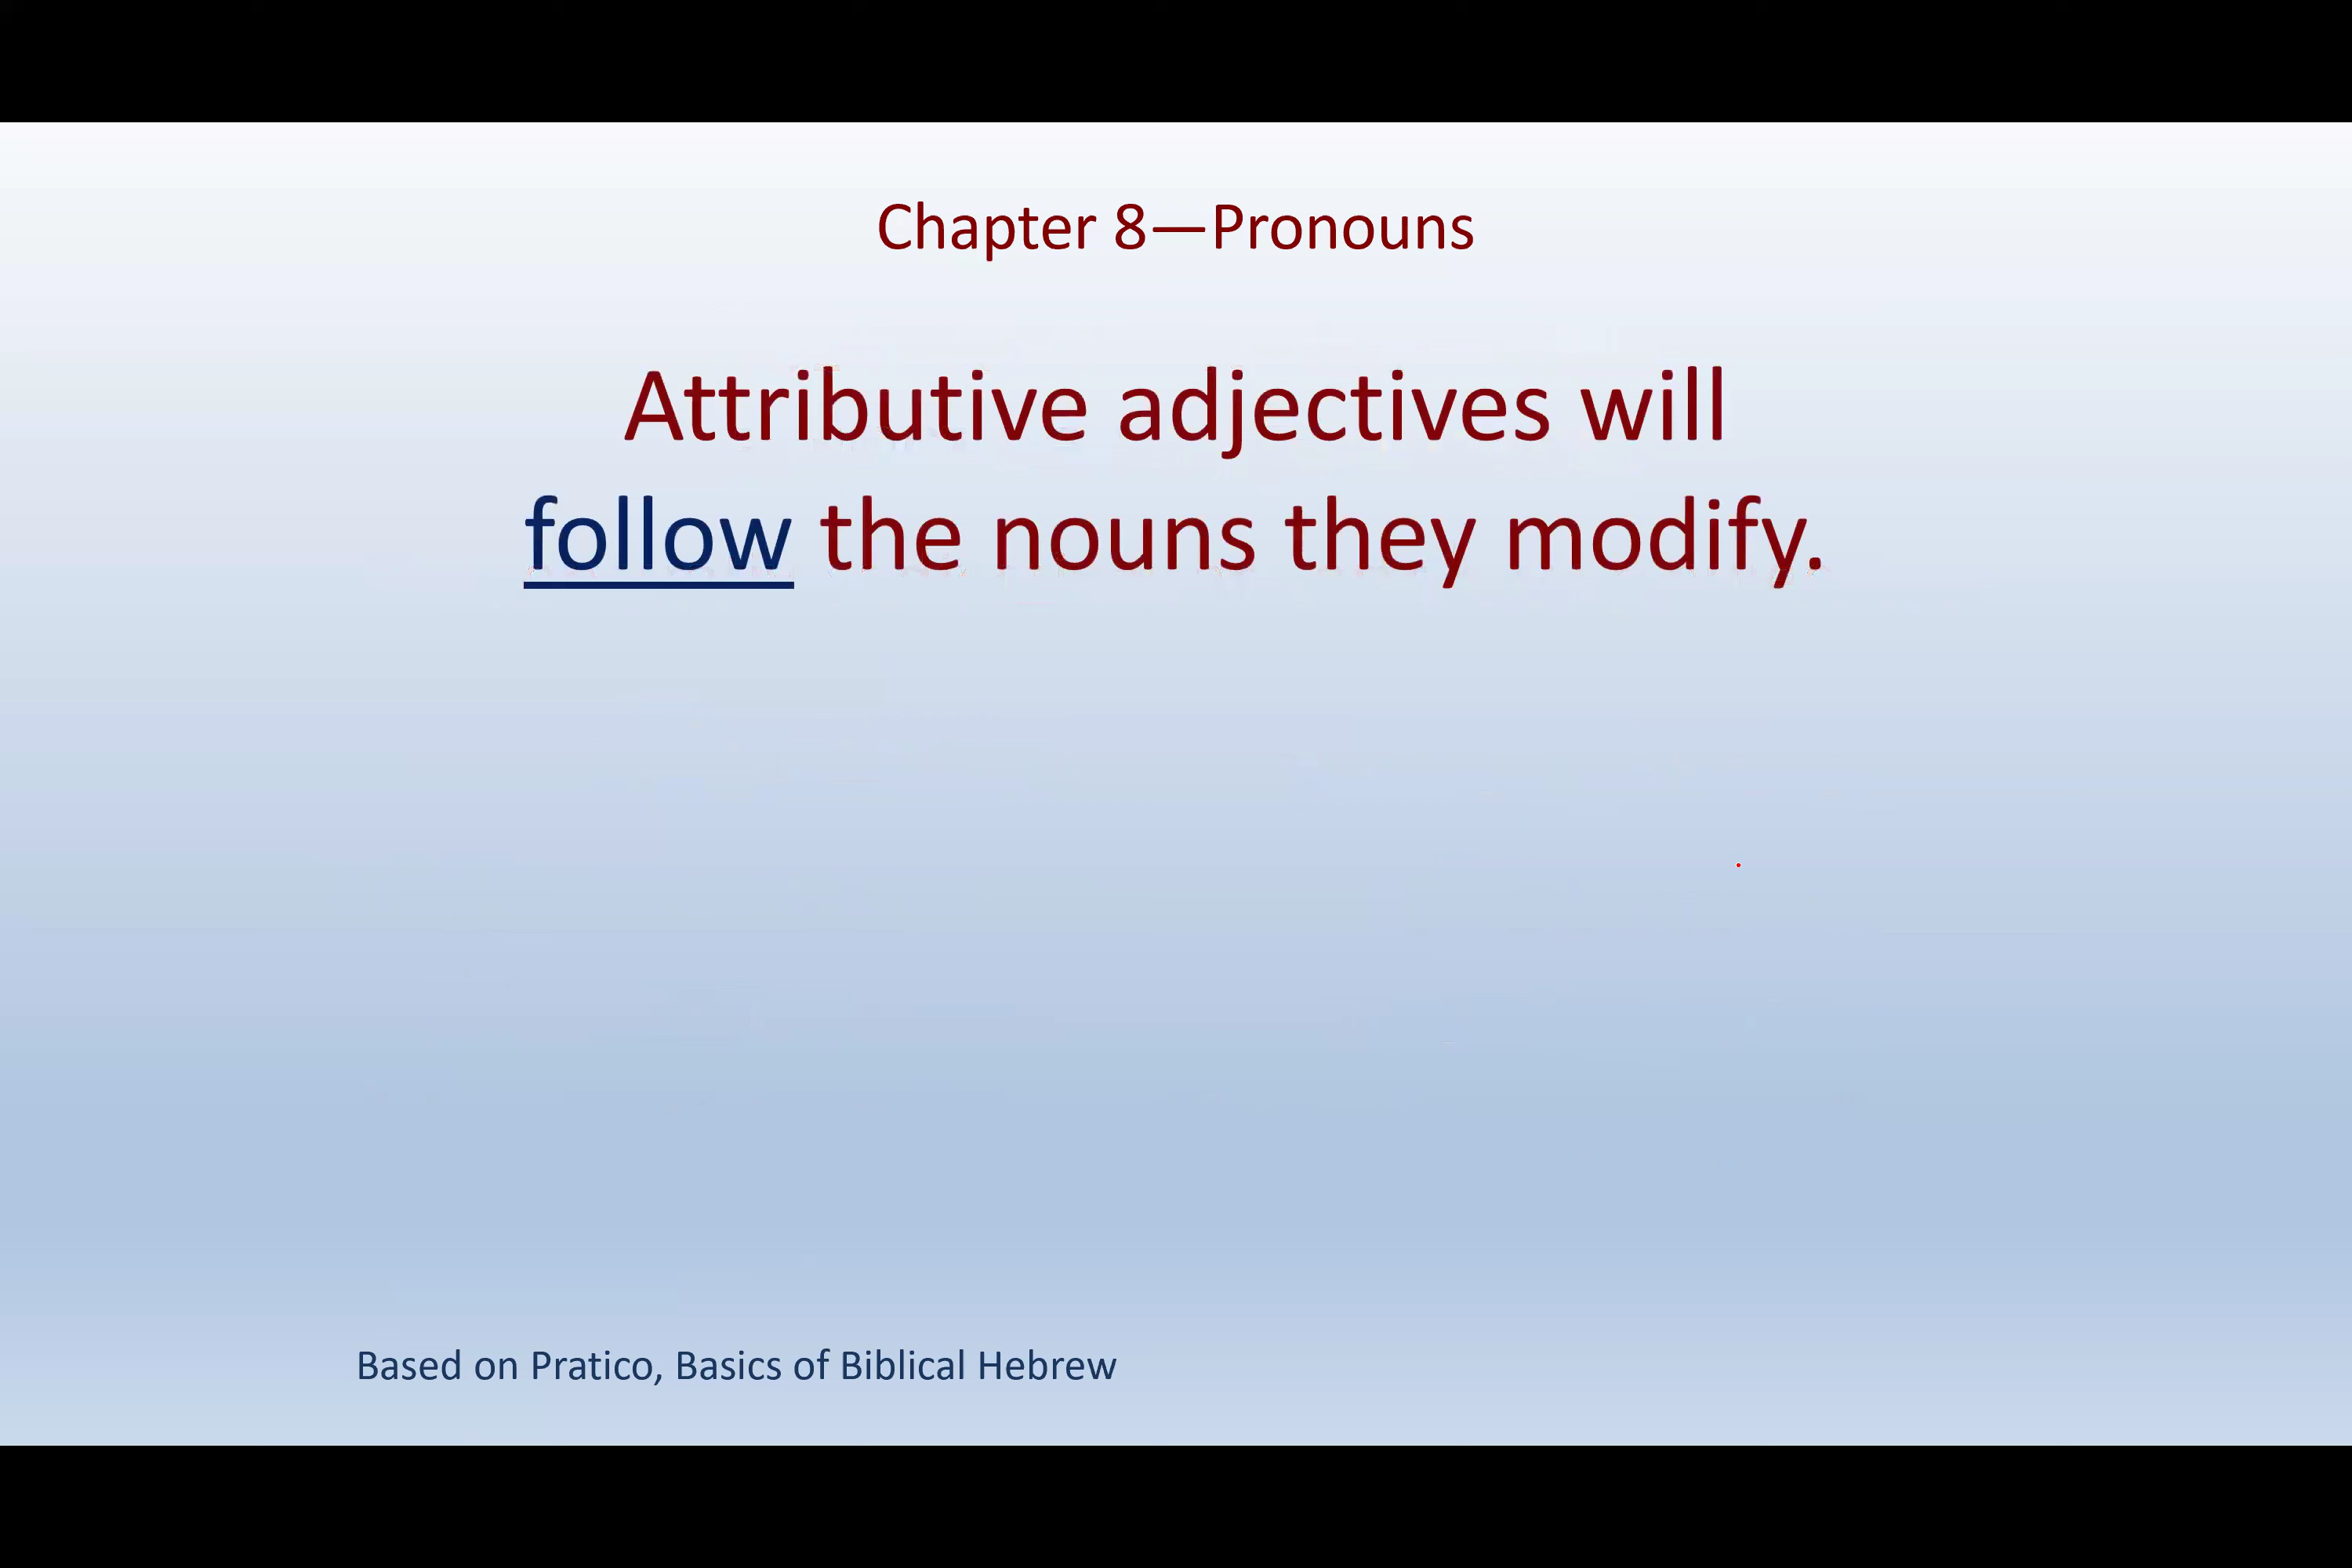 Chapter 8—Pronouns
Attributive adjectives will
follow the nouns they modify.
Based on Pratico, Basics of Biblical Hebrew